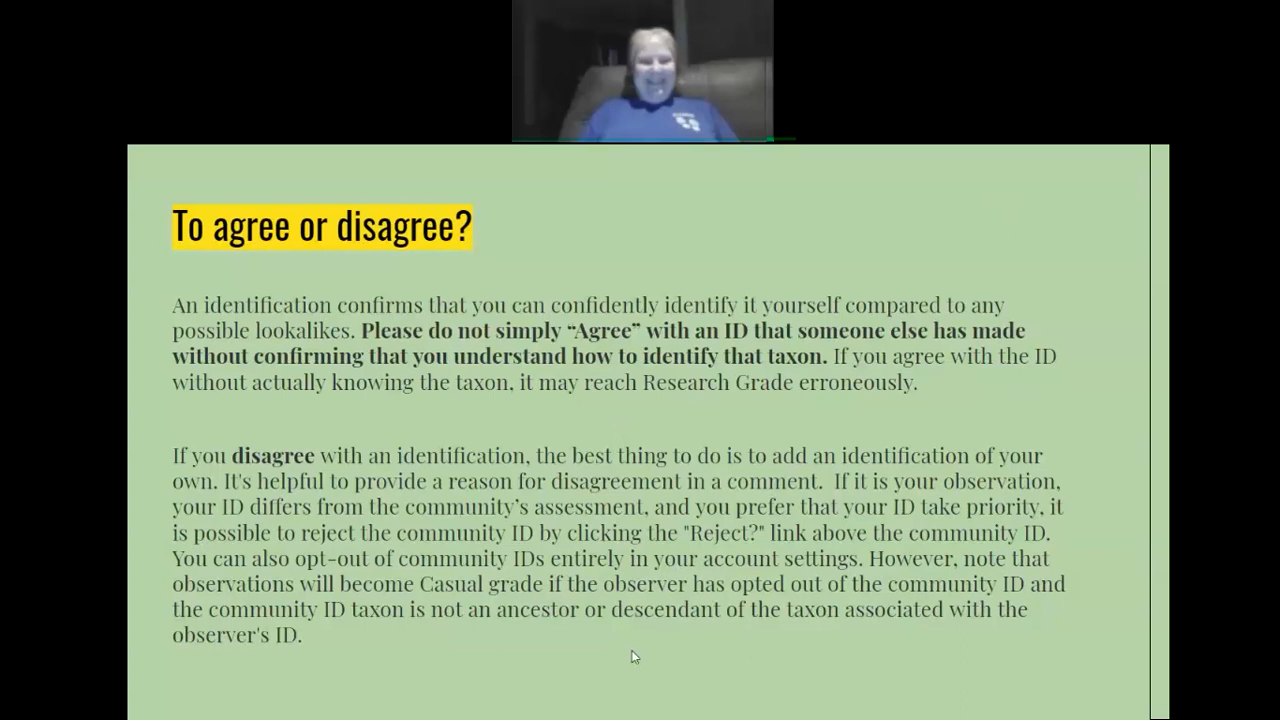 To agree or disagree?
An identification confirms that you can confidently identify it yourself compared to any
possible lookalikes. Please do not simply “Agree” with an ID that someone else has made
without confirming that you understand how to identify that taxon. If you agree with the ID
without actually knowing the taxon, it may reach Research Grade erroneously.
If you disagree with an identification, the best thing to do is to add an identification of your
own. It's helpful to provide a reason for disagreement in a comment.  If it is your observation,
your ID differs from the community’s assessment, and you prefer that your ID take priority, it
is possible to reject the community ID by clicking the "Reject?" link above the community ID.
You can also opt-out of community IDs entirely in your account settings. However, note that
observations will become Casual grade if the observer has opted out of the community ID and
the community ID taxon is not an ancestor or descendant of the taxon associated with the
observer's ID.